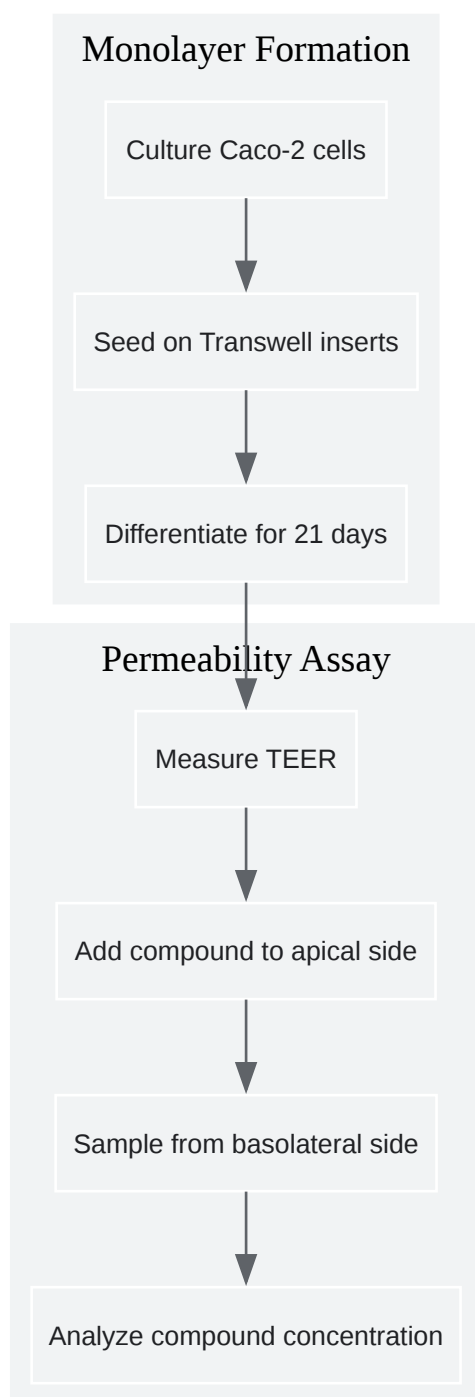 Monolayer Formation
Culture Caco-2 cells
Seed on Transwell inserts
Differentiate for 21 days
Permeability Assay
Measure TEER
Add compound to apical side
Sample from basolateral side
Analyze compound concentration